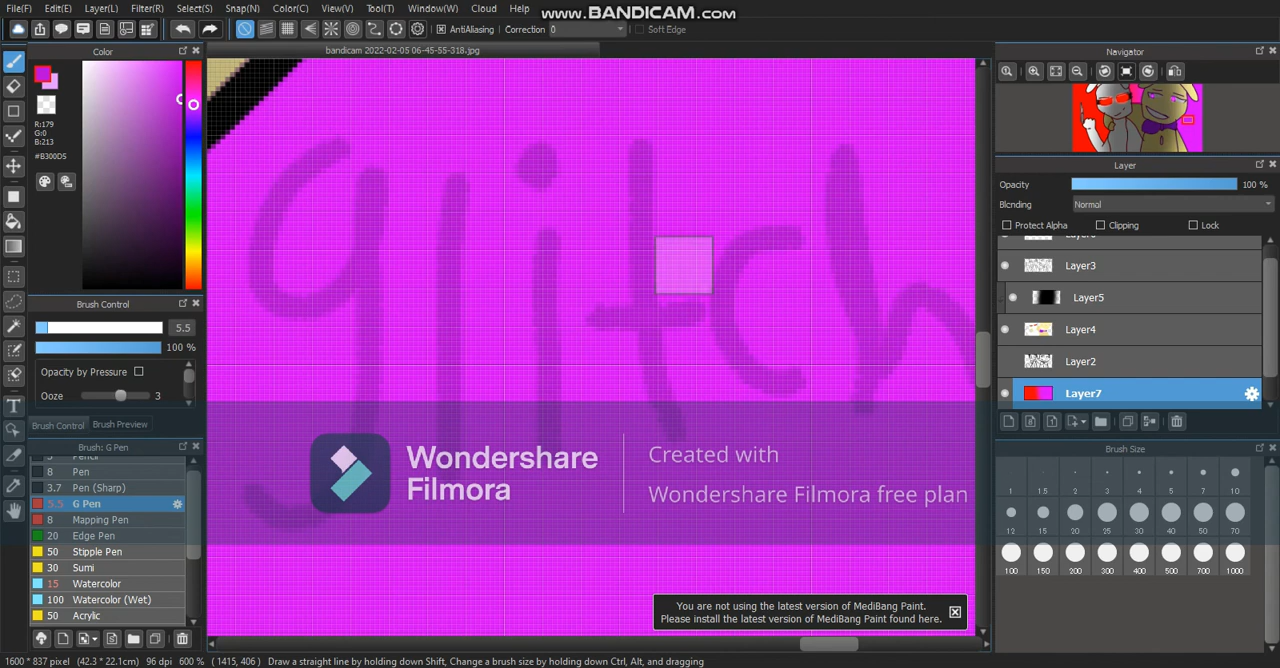 File(F) Edit(E) Layer(L) Filter(R) Select(S) Snap(N) Color(C) View(V) Tool(T) Window(W) Cloud Help
www.BANDICAM.com
AntiAliasing Correction 0 Soft Edge
bandicam 2022-02-05 06-45-55-318.jpg
Color
R:179
G:0
B:213
#B300D5
Brush Control
5.5
100 %
Opacity by Pressure
Ooze 3
Brush Control Brush Preview
Brush: G Pen
8 Pen
3.7 Pen (Sharp)
5.5 G Pen
8 Mapping Pen
20 Edge Pen
50 Stipple Pen
30 Sumi
15 Watercolor
100 Watercolor (Wet)
50 Acrylic
glitch
Wondershare
Filmora
Created with
Wondershare Filmora free plan
You are not using the latest version of MediBang Paint.
Please install the latest version of MediBang Paint found here.
Navigator
Layer
Opacity 100 %
Blending Normal
Protect Alpha Clipping Lock
Layer3
Layer5
Layer4
Layer2
Layer7
Brush Size
1 1.5 2 3 4 5 7 10
12 15 20 25 30 40 50 70
100 150 200 300 400 500 700 1000
1600 * 837 pixel (42.3 * 22.1cm) 96 dpi 600 % ( 1415, 406 ) Draw a straight line by holding down Shift, Change a brush size by holding down Ctrl, Alt, and dragging